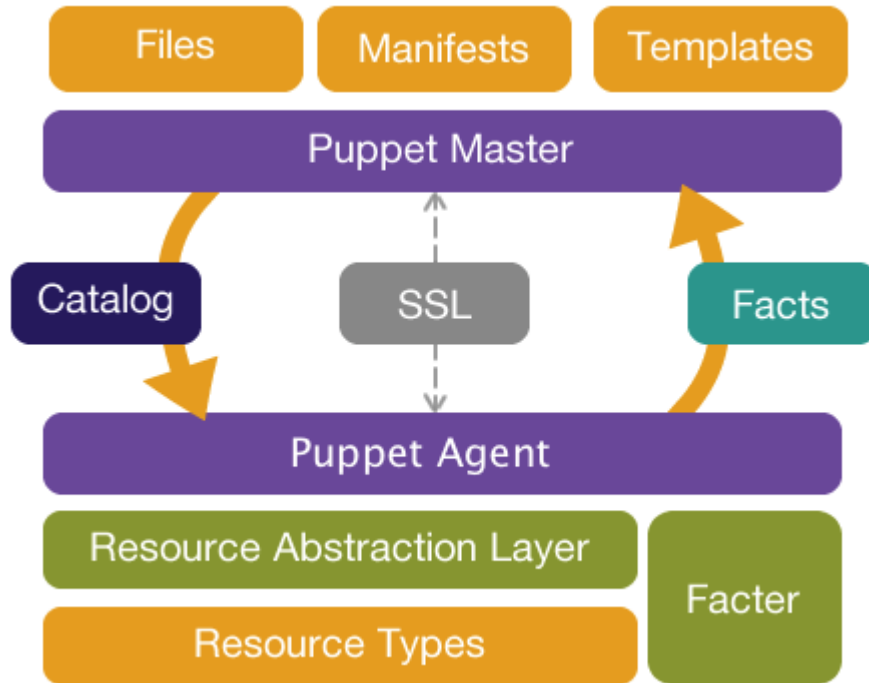 Files
Manifests
Templates
Puppet Master
Catalog
SSL
Facts
Puppet Agent
Resource Abstraction Layer
Facter
Resource Types